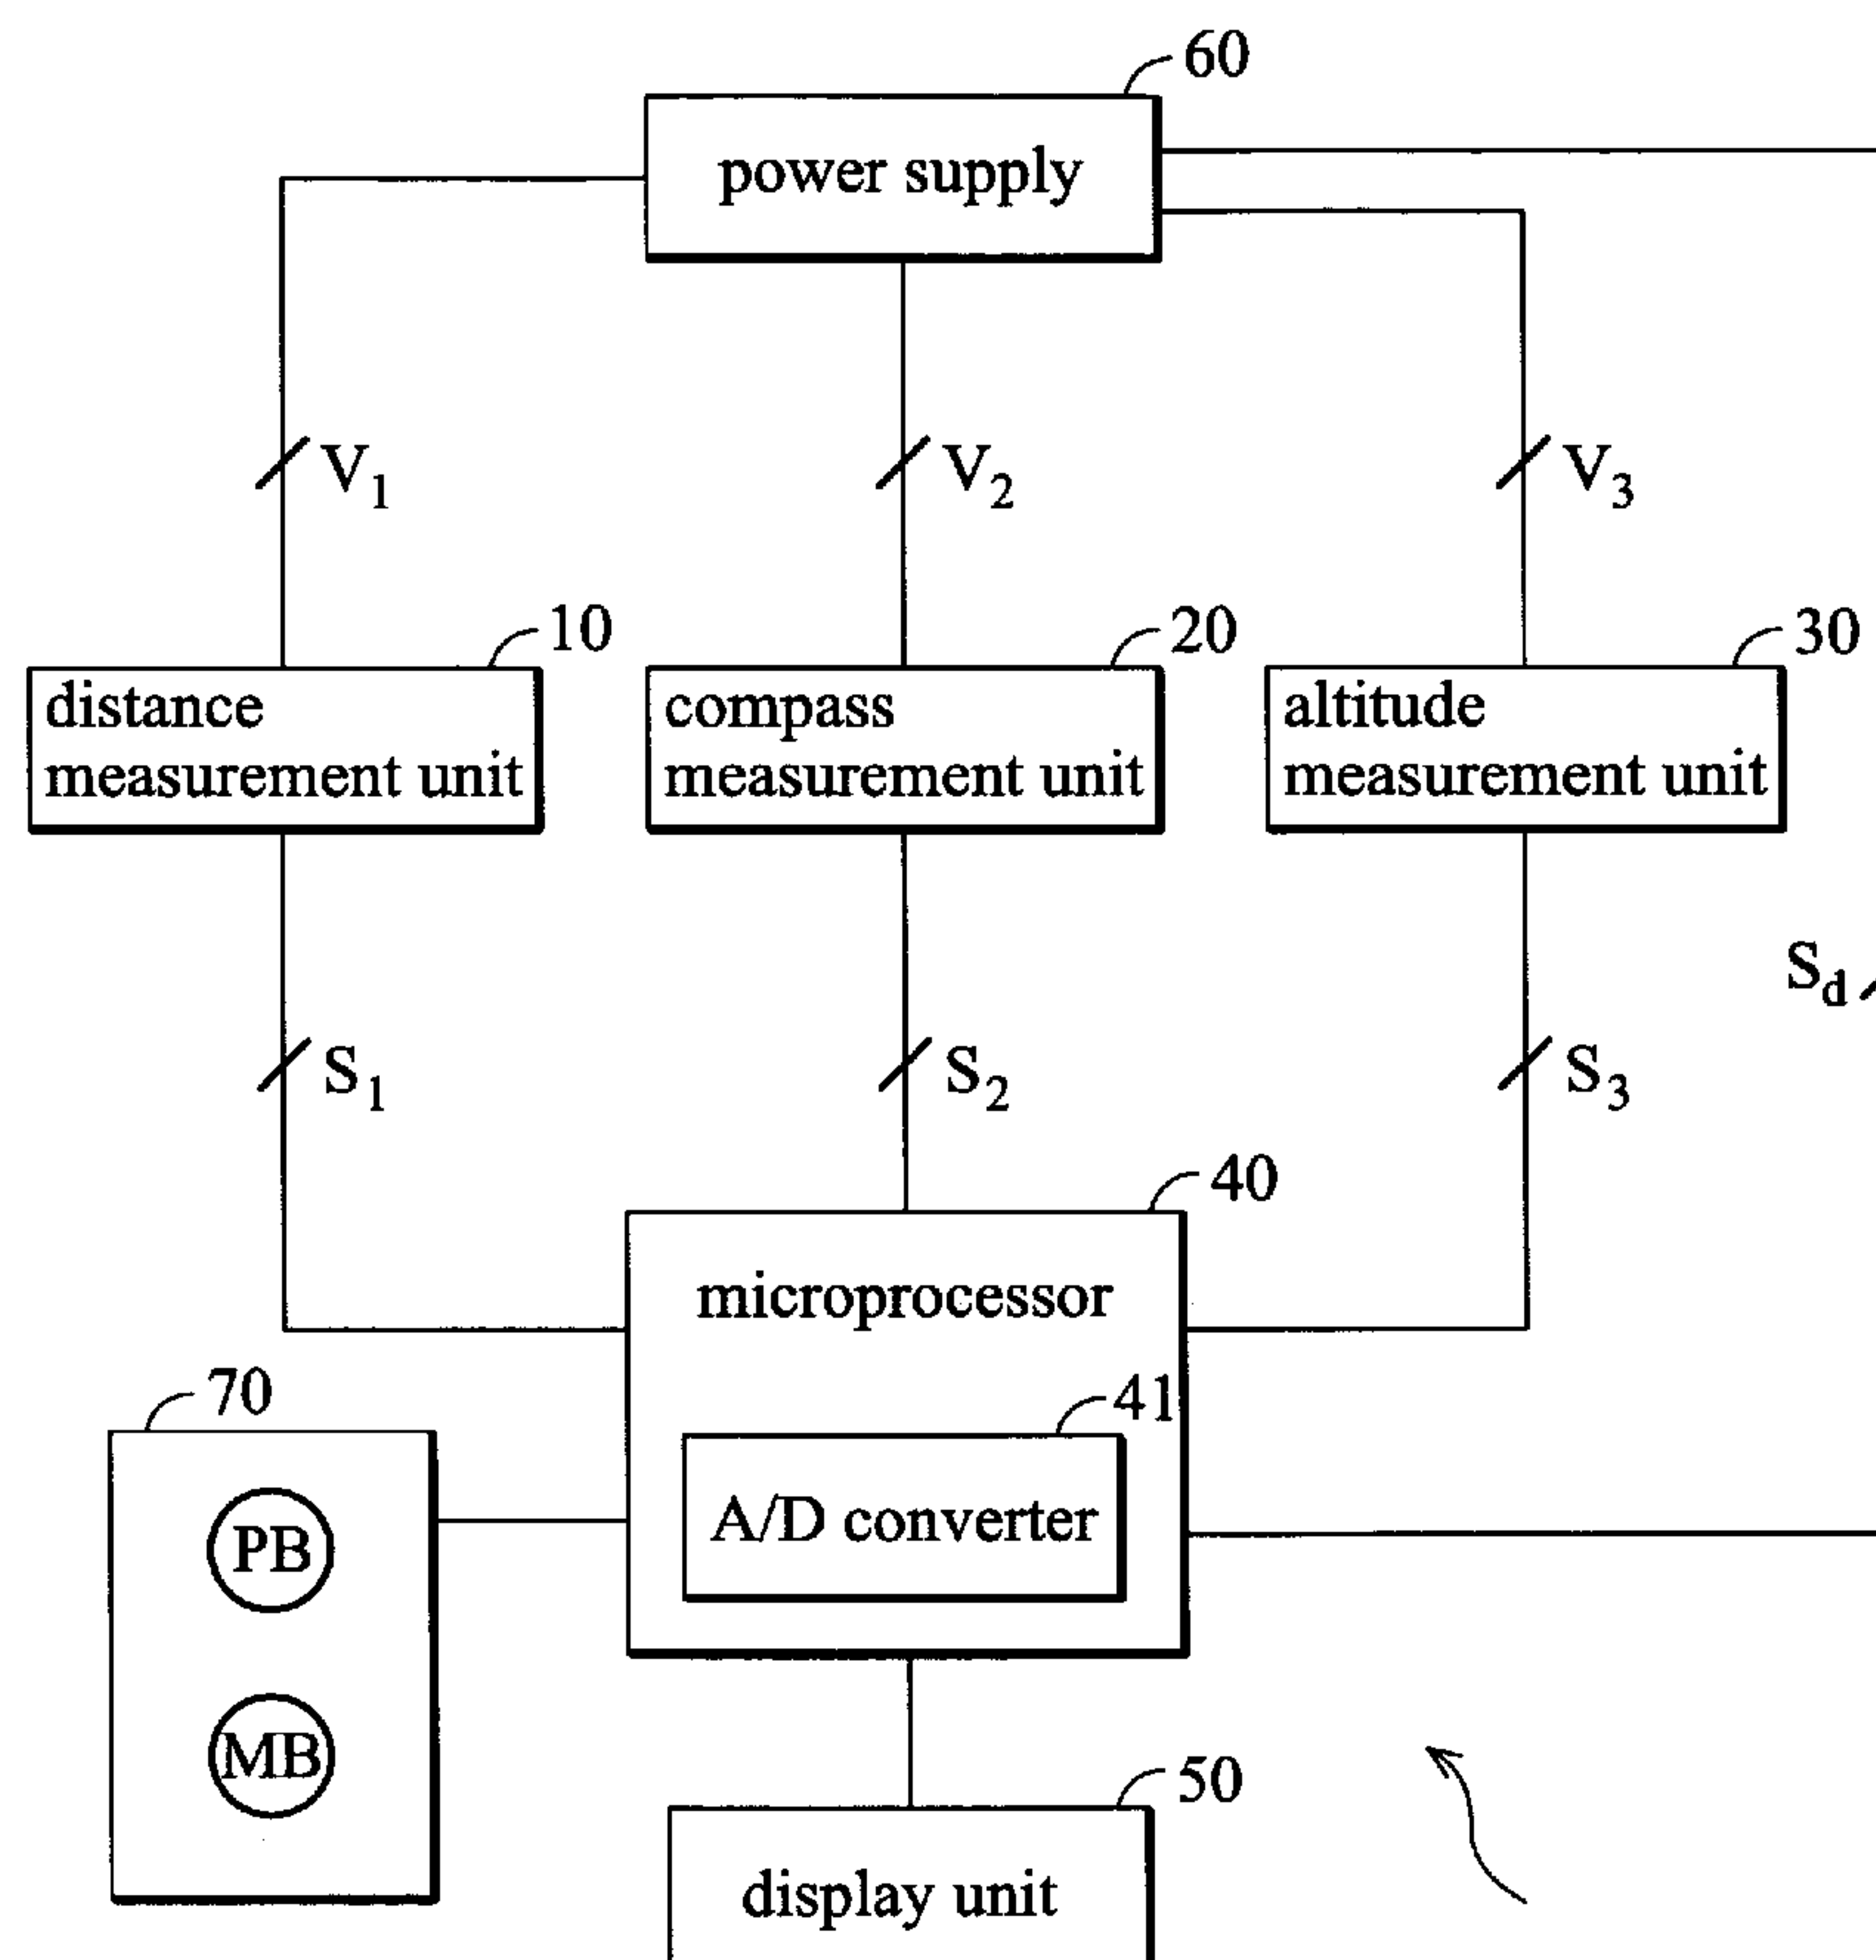 60
power supply
V1
V2
V3
10
20
30
distance
measurement unit
compass
measurement unit
altitude
measurement unit
Sd
S1
S2
S3
40
microprocessor
70
41
A/D converter
PB
MB
50
display unit